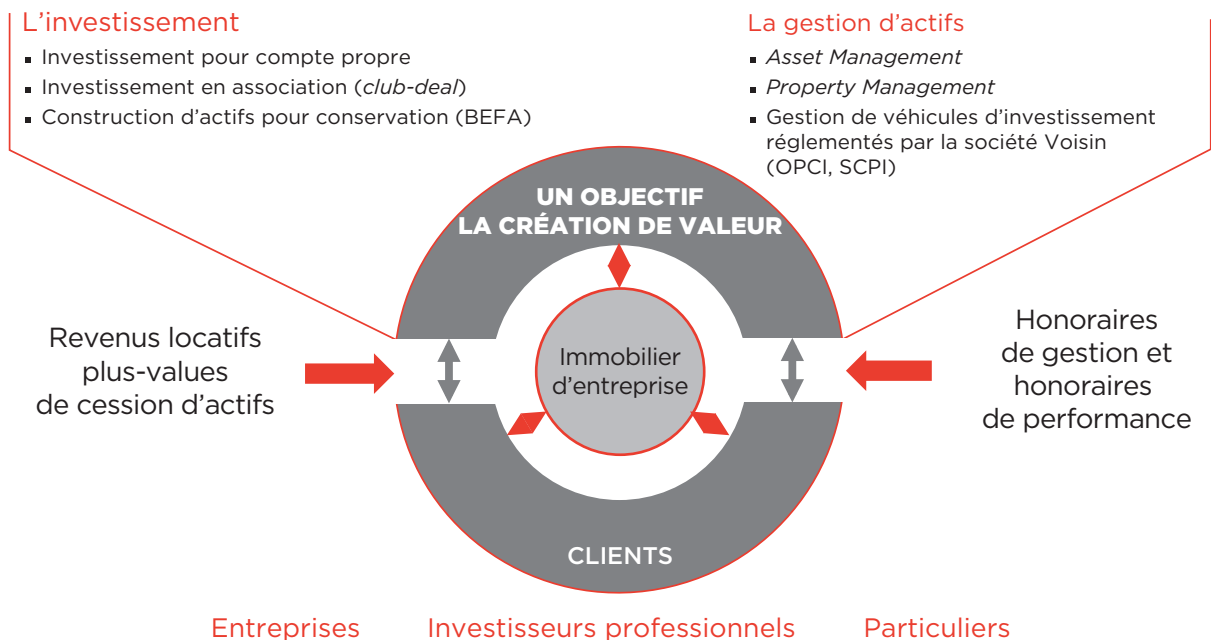 L’investissement
▪ Investissement pour compte propre
▪ Investissement en association (club-deal)
▪ Construction d’actifs pour conservation (BEFA)
La gestion d’actifs
▪ Asset Management
▪ Property Management
▪ Gestion de véhicules d’investissement
réglementés par la société Voisin
(OPCI, SCPI)
UN OBJECTIF
LA CRÉATION DE VALEUR
Revenus locatifs
plus-values
de cession d’actifs
Immobilier
d’entreprise
Honoraires
de gestion et
honoraires
de performance
CLIENTS
Entreprises
Investisseurs professionnels
Particuliers